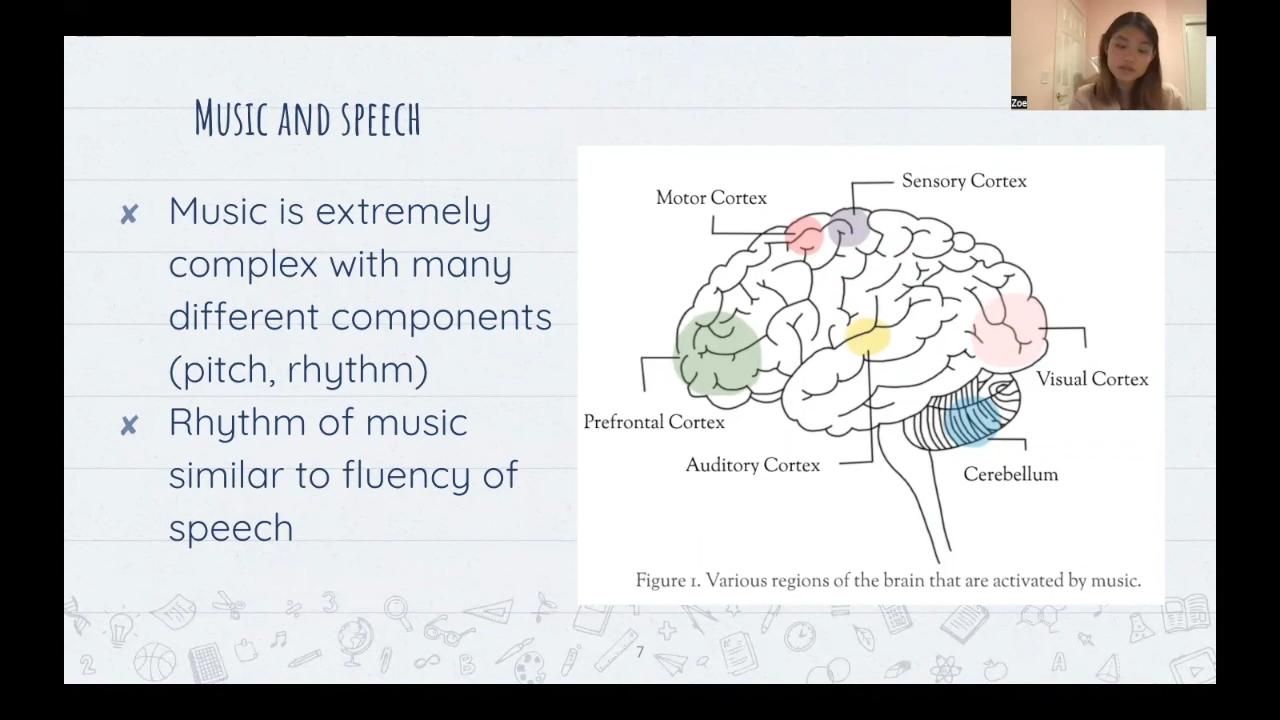 Zoe
Music and speech
✘ Music is extremely
complex with many
different components
(pitch, rhythm)
✘ Rhythm of music
similar to fluency of
speech
Motor Cortex
Sensory Cortex
Visual Cortex
Prefrontal Cortex
Auditory Cortex
Cerebellum
Figure 1. Various regions of the brain that are activated by music.
7